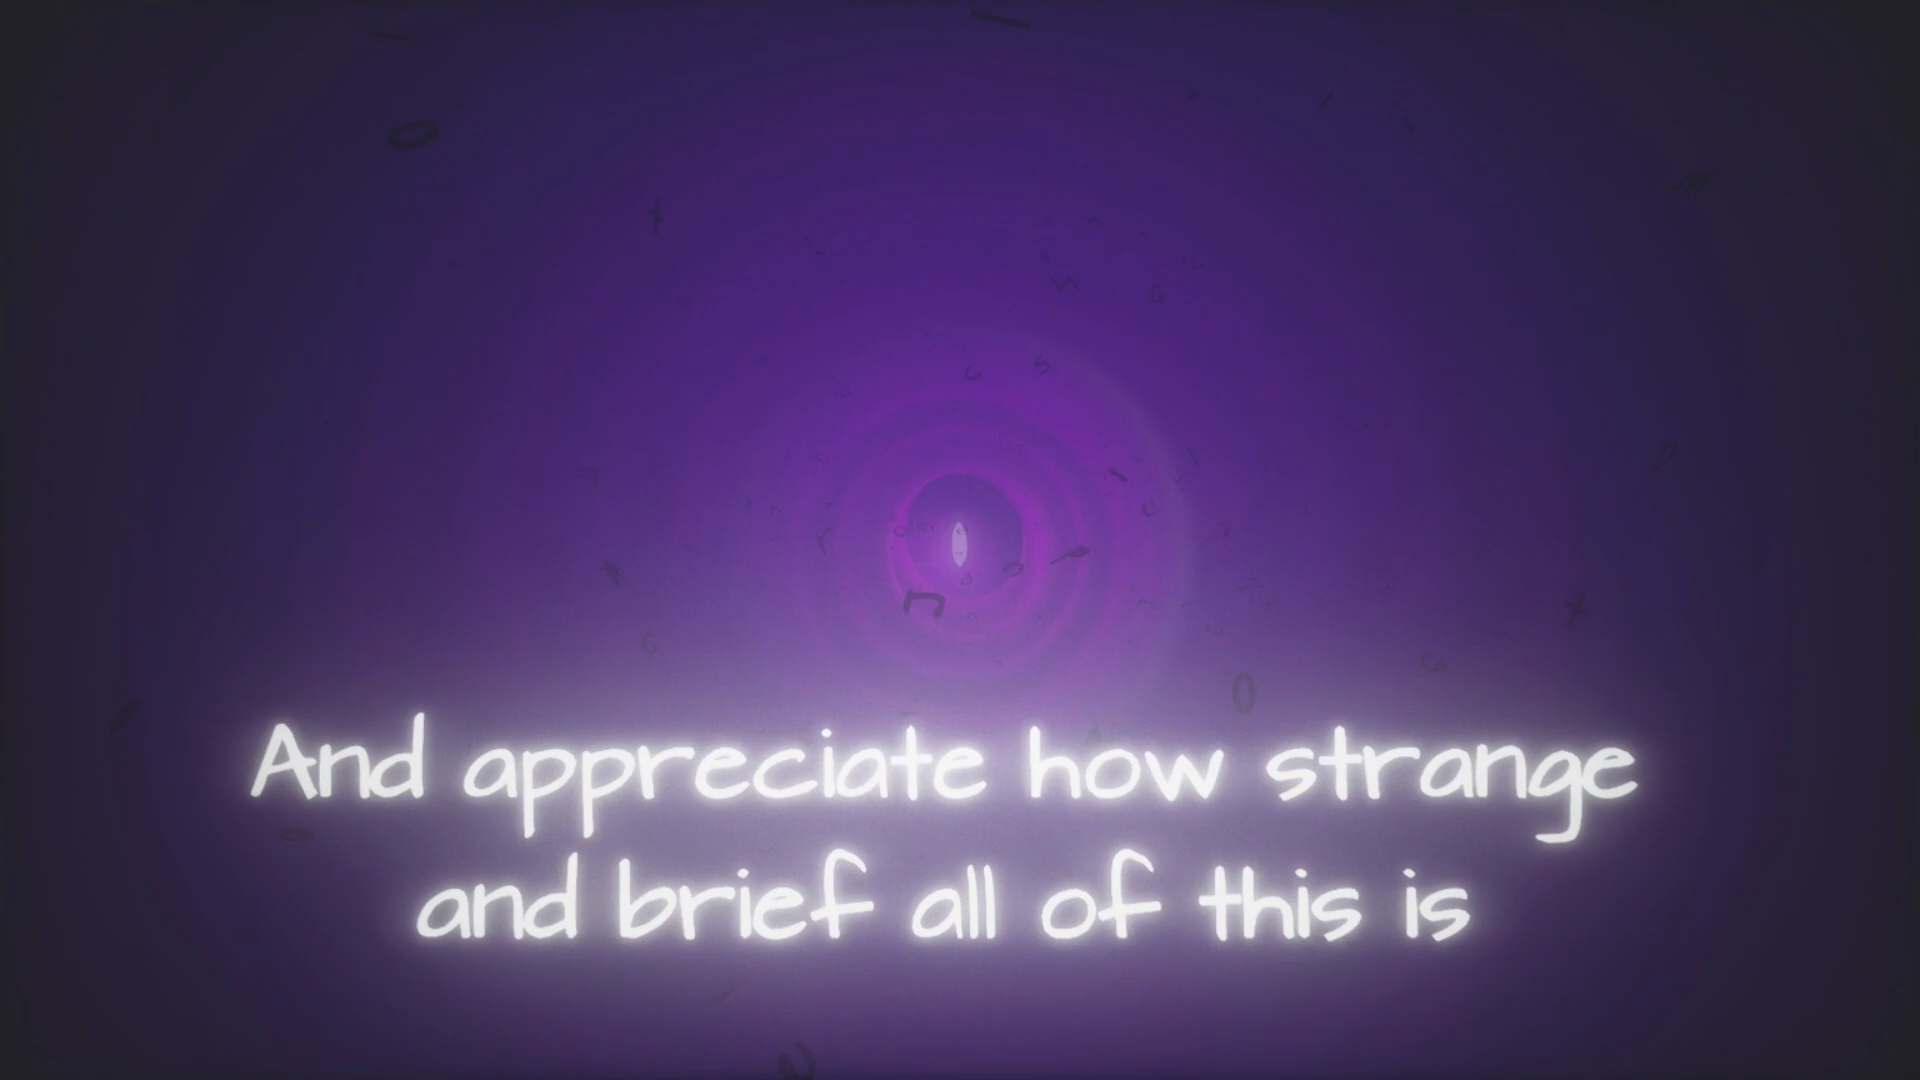 And appreciate how strange
and brief all of this is